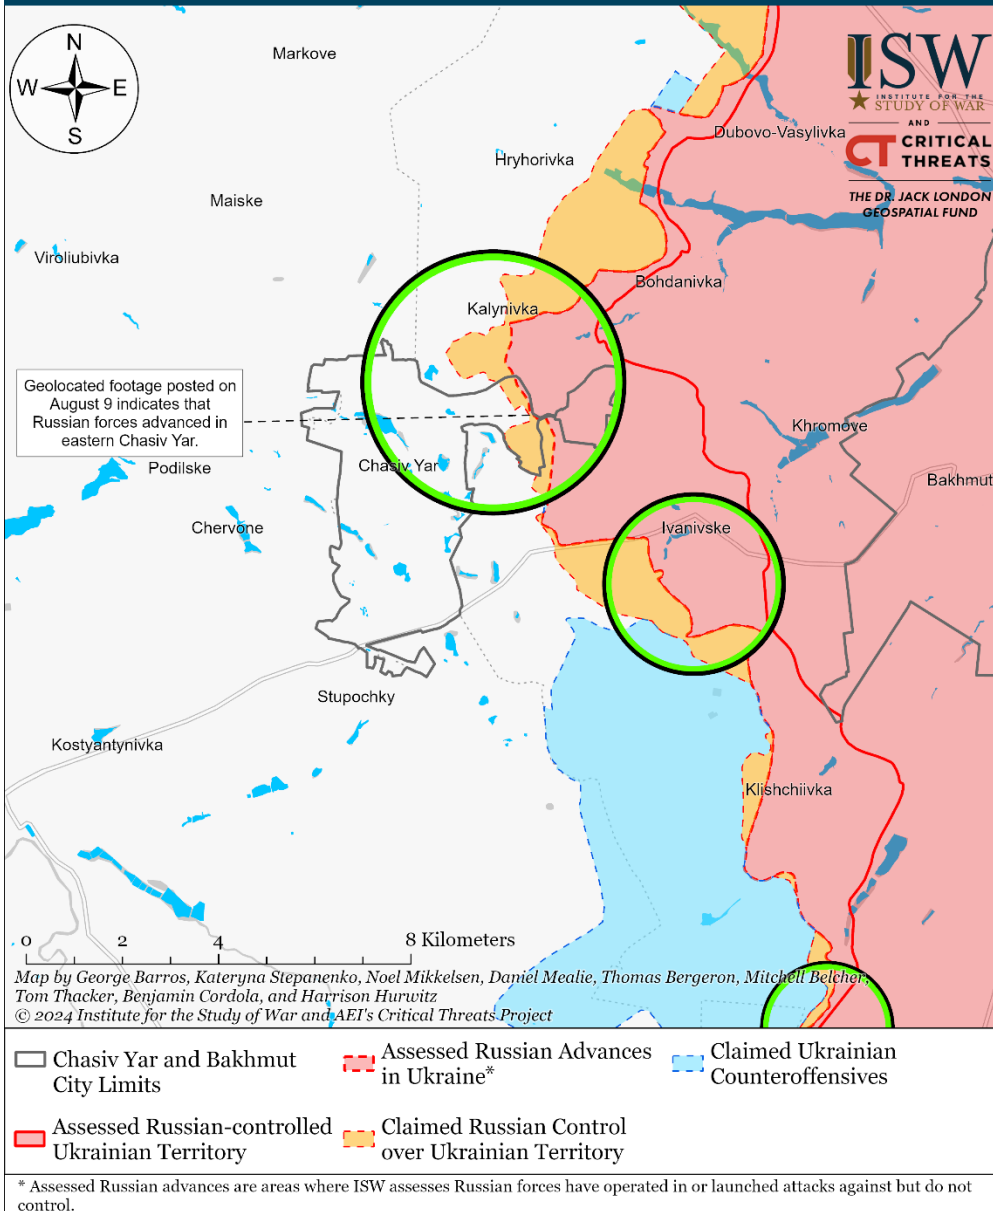 N
W E
S
Markove
ISW
INSTITUTE FOR THE
STUDY OF WAR
AND
CT CRITICAL
THREATS
THE DR. JACK LONDON
GEOSPATIAL FUND
Dubovo-Vasylivka
Hryhorivka
Maiske
Viroliubivka
Bohdanivka
Kalynivka
Geolocated footage posted on
August 9 indicates that
Russian forces advanced in
eastern Chasiv Yar.
Khromove
Podilske
Chasiv Yar
Bakhmut
Chervone
Ivanivske
Stupochky
Kostyantynivka
Klishchiivka
0 2 4 8 Kilometers
Map by George Barros, Kateryna Stepanenko, Noel Mikkelsen, Daniel Mealie, Thomas Bergeron, Mitchell Belcher,
Tom Thacker, Benjamin Cordola, and Harrison Hurwitz
© 2024 Institute for the Study of War and AEI's Critical Threats Project
Chasiv Yar and Bakhmut
City Limits
Assessed Russian Advances
in Ukraine*
Claimed Ukrainian
Counteroffensives
Assessed Russian-controlled
Ukrainian Territory
Claimed Russian Control
over Ukrainian Territory
* Assessed Russian advances are areas where ISW assesses Russian forces have operated in or launched attacks against but do not
control.